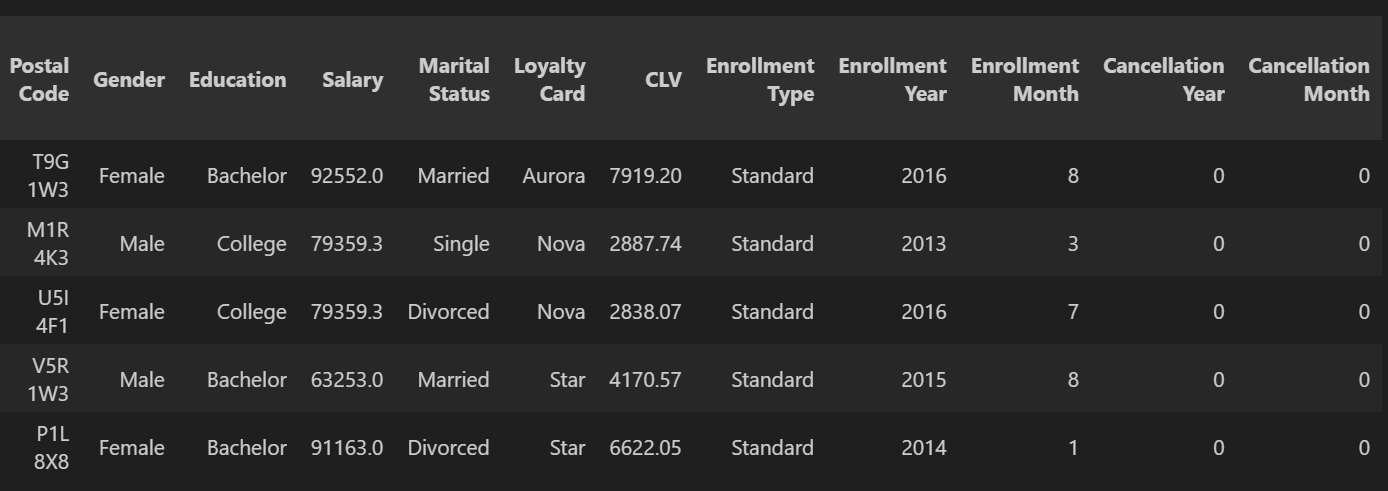 Postal Code Gender Education Salary Marital Status Loyalty Card CLV Enrollment Type Enrollment Year Enrollment Month Cancellation Year Cancellation Month
T9G 1W3 Female Bachelor 92552.0 Married Aurora 7919.20 Standard 2016 8 0 0
M1R 4K3 Male College 79359.3 Single Nova 2887.74 Standard 2013 3 0 0
U5I 4F1 Female College 79359.3 Divorced Nova 2838.07 Standard 2016 7 0 0
V5R 1W3 Male Bachelor 63253.0 Married Star 4170.57 Standard 2015 8 0 0
P1L 8X8 Female Bachelor 91163.0 Divorced Star 6622.05 Standard 2014 1 0 0